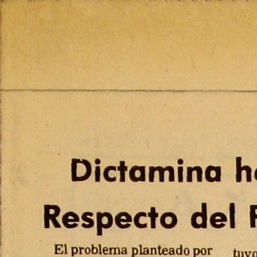 Dictamina
Respecto del
El problema planteado por